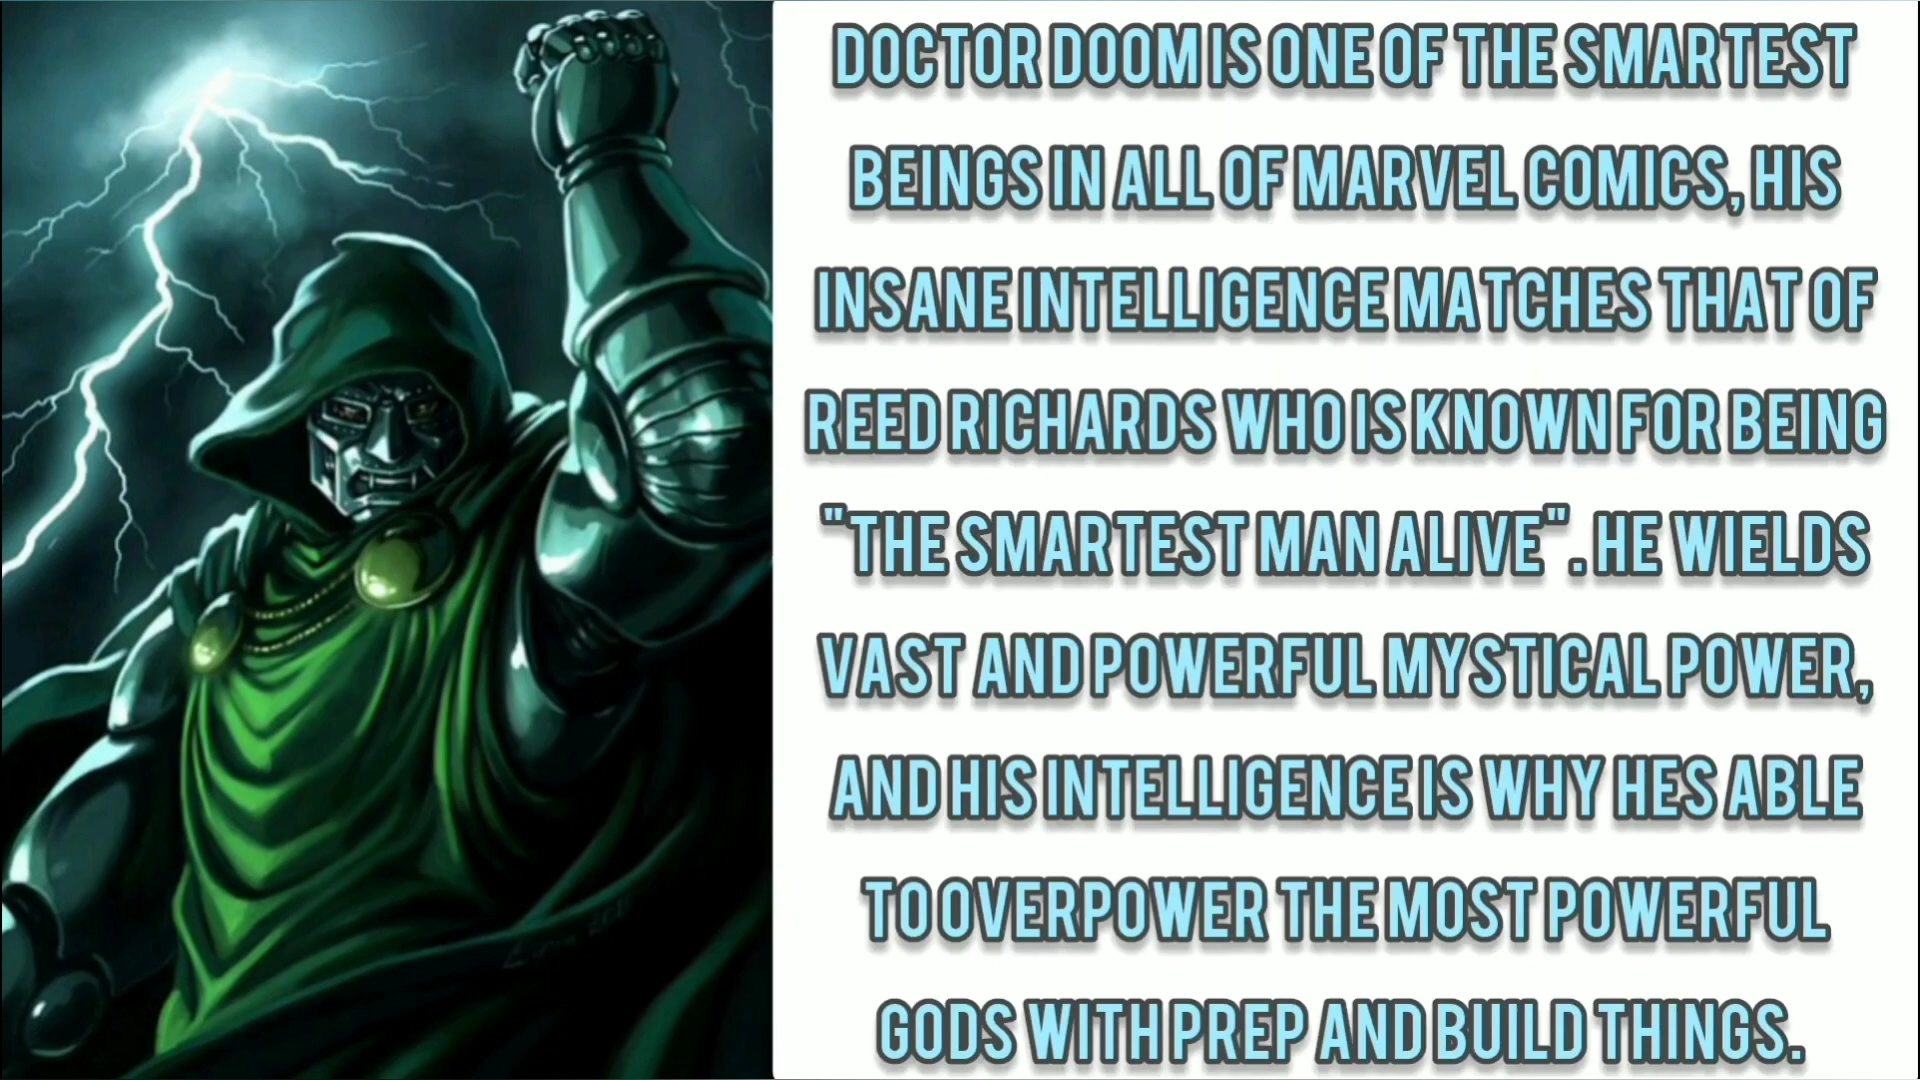 DOCTOR DOOM IS ONE OF THE SMARTEST
BEINGS IN ALL OF MARVEL COMICS, HIS
INSANE INTELLIGENCE MATCHES THAT OF
REED RICHARDS WHO IS KNOWN FOR BEING
"THE SMARTEST MAN ALIVE". HE WIELDS
VAST AND POWERFUL MYSTICAL POWER,
AND HIS INTELLIGENCE IS WHY HES ABLE
TO OVERPOWER THE MOST POWERFUL
GODS WITH PREP AND BUILD THINGS.